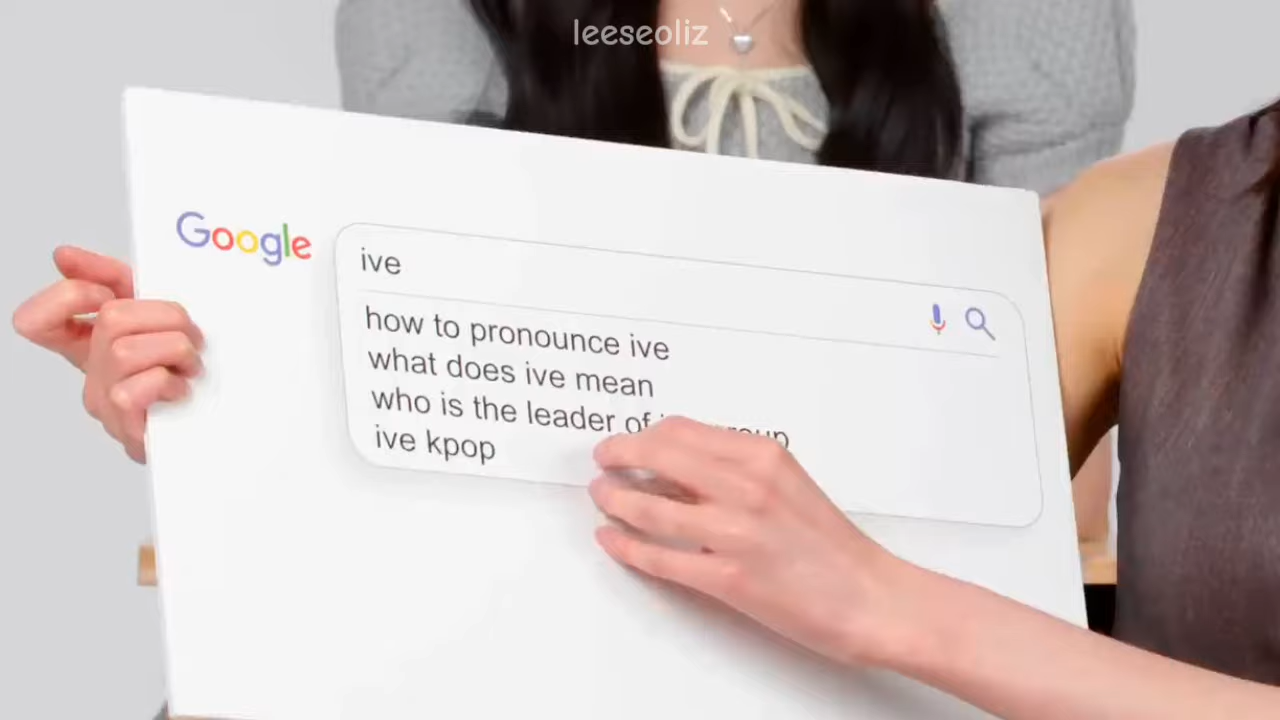 leeseoliz
Google
ive
how to pronounce ive
what does ive mean
who is the leader of
ive kpop